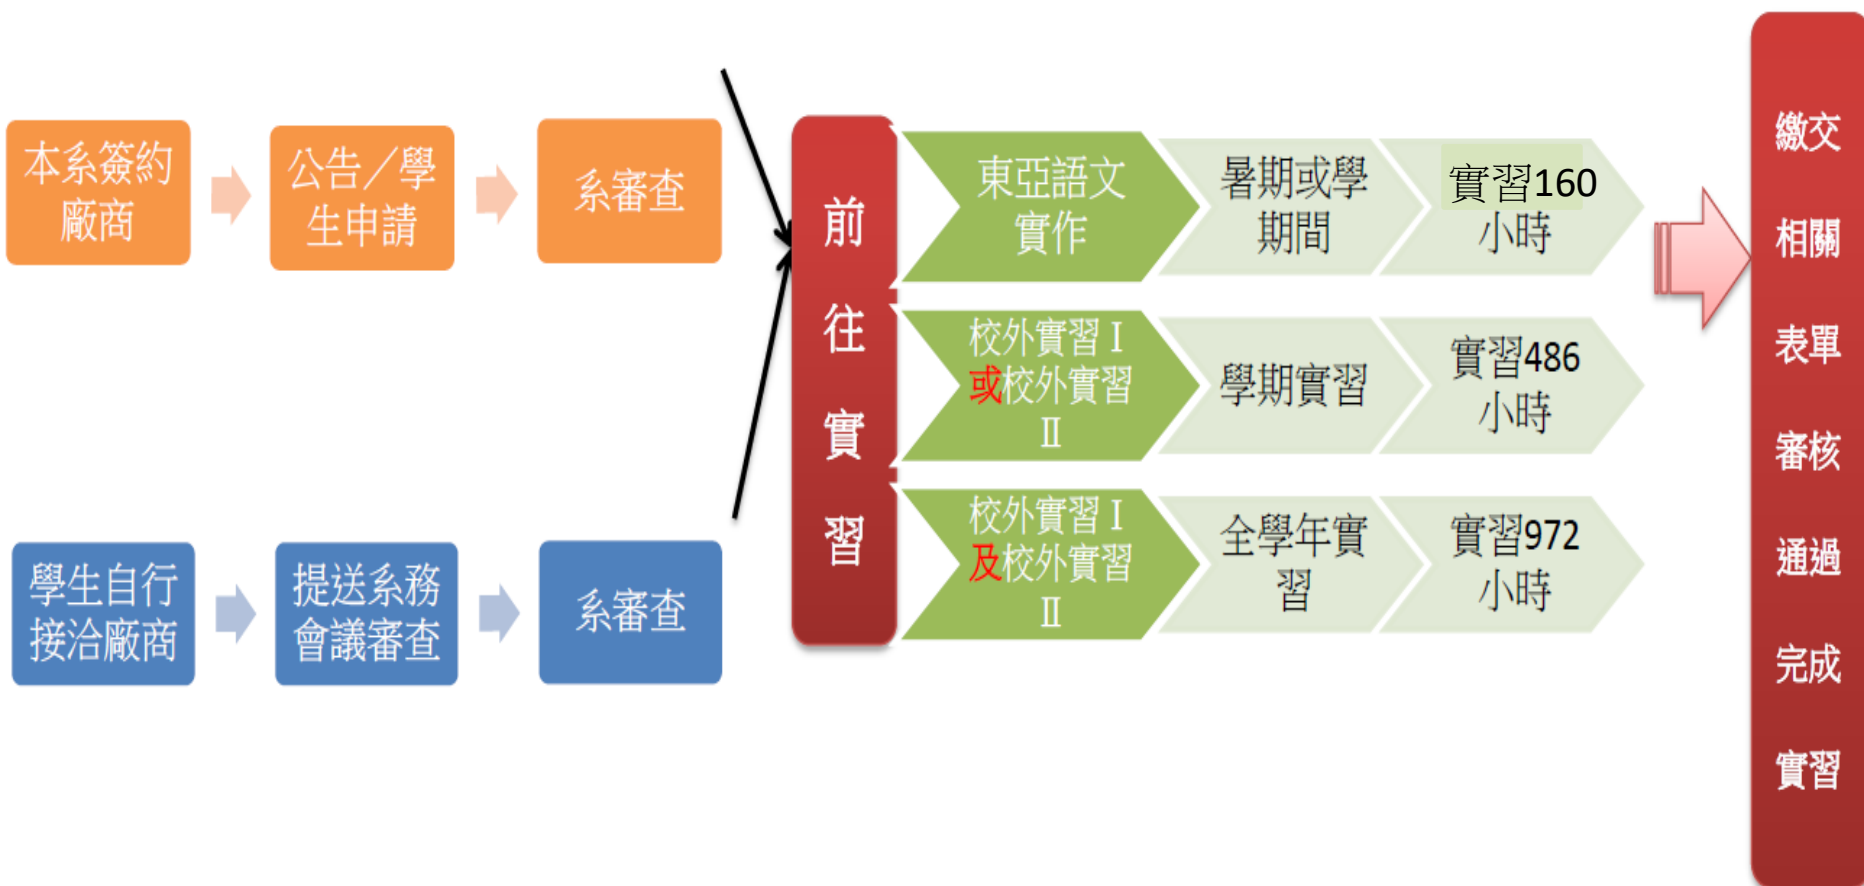 本系簽約
廠商
公告／學
生申請
系審查
學生自行
接洽廠商
提送系務
會議審查
系審查
前
往
實
習
東亞語文
實作
暑期或學
期間
實習160
小時
校外實習Ⅰ
或校外實習
Ⅱ
學期實習
實習486
小時
校外實習Ⅰ
及校外實習
Ⅱ
全學年實
習
實習972
小時
繳交
相關
表單
審核
通過
完成
實習